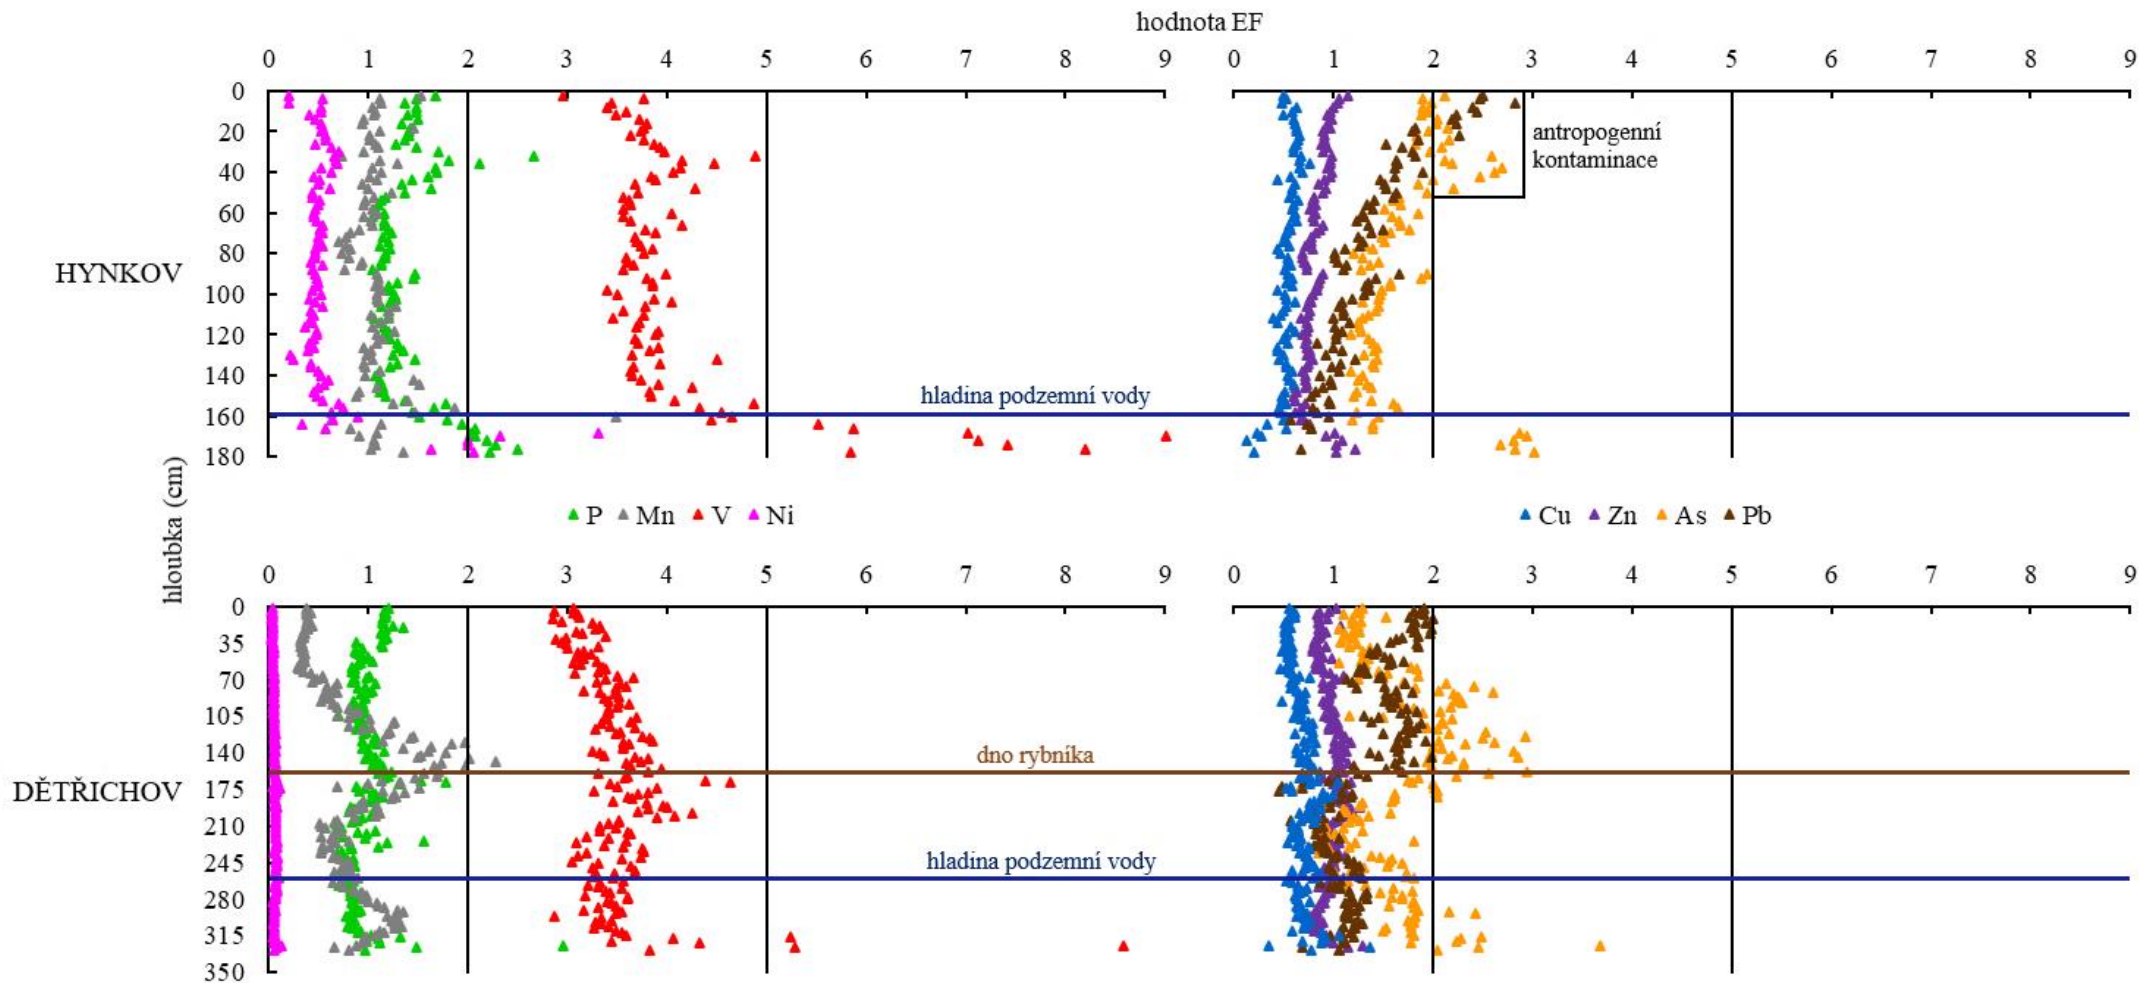 hodnota EF
0 1 2 3 4 5 6 7 8 9 0 1 2 3 4 5 6 7 8 9
0
20
40
60
80
100
120
140
160
180
HYNKOV
antropogenní
kontaminace
hladina podzemní vody
hloubka (cm)
P Mn V Ni Cu Zn As Pb
0 1 2 3 4 5 6 7 8 9 0 1 2 3 4 5 6 7 8 9
0
35
70
105
140
175
210
245
280
315
350
DĚTŘICHOV
dno rybníka
hladina podzemní vody